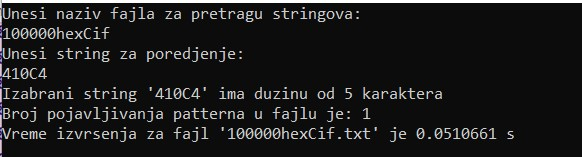 Unesi naziv fajla za pretragu stringova:
100000hexCif
Unesi string za poredjenje:
410C4
Izabrani string '410C4' ima duzinu od 5 karaktera
Broj pojavljivanja patterna u fajlu je: 1
Vreme izvrsenja za fajl '100000hexCif.txt' je 0.0510661 s